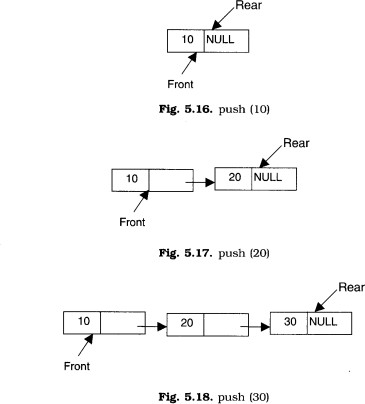 Rear
10 NULL
Front
Fig. 5.16. push (10)
Rear
10 20 NULL
Front
Fig. 5.17. push (20)
Rear
10 20 30 NULL
Front
Fig. 5.18. push (30)